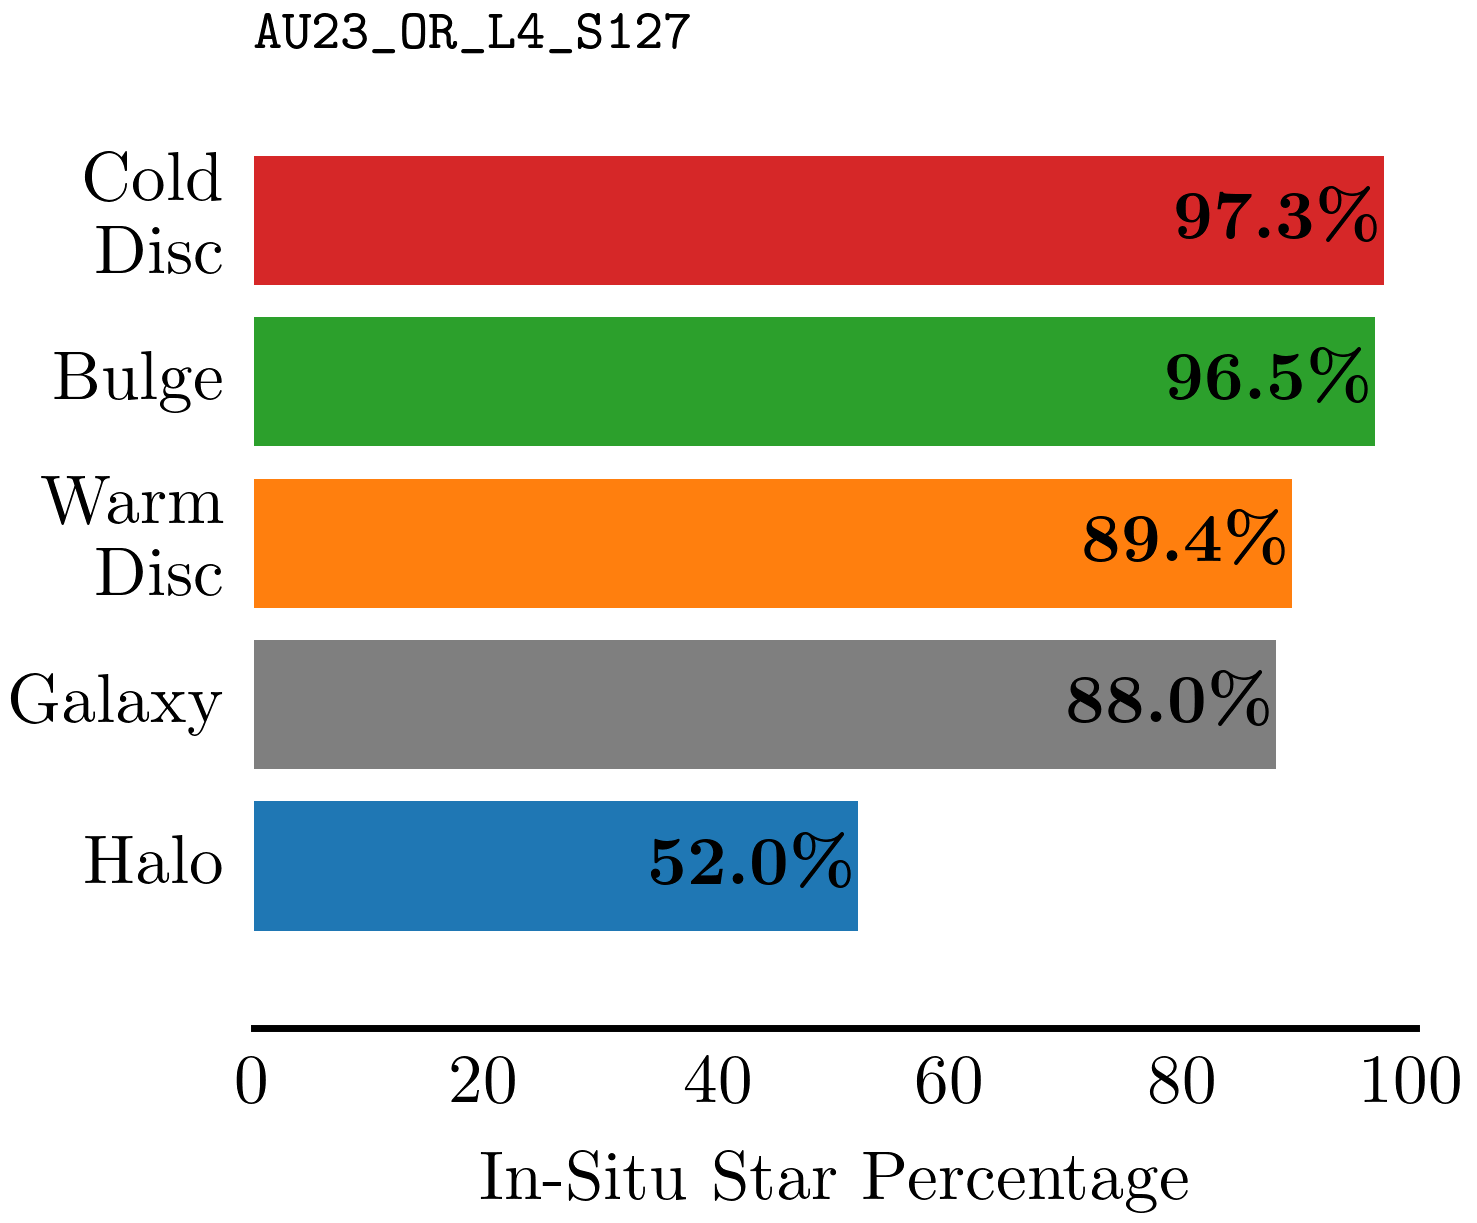 AU23_OR_L4_S127
Cold
Disc
97.3%
Bulge
96.5%
Warm
Disc
89.4%
Galaxy
88.0%
Halo
52.0%
0 20 40 60 80 100
In-Situ Star Percentage